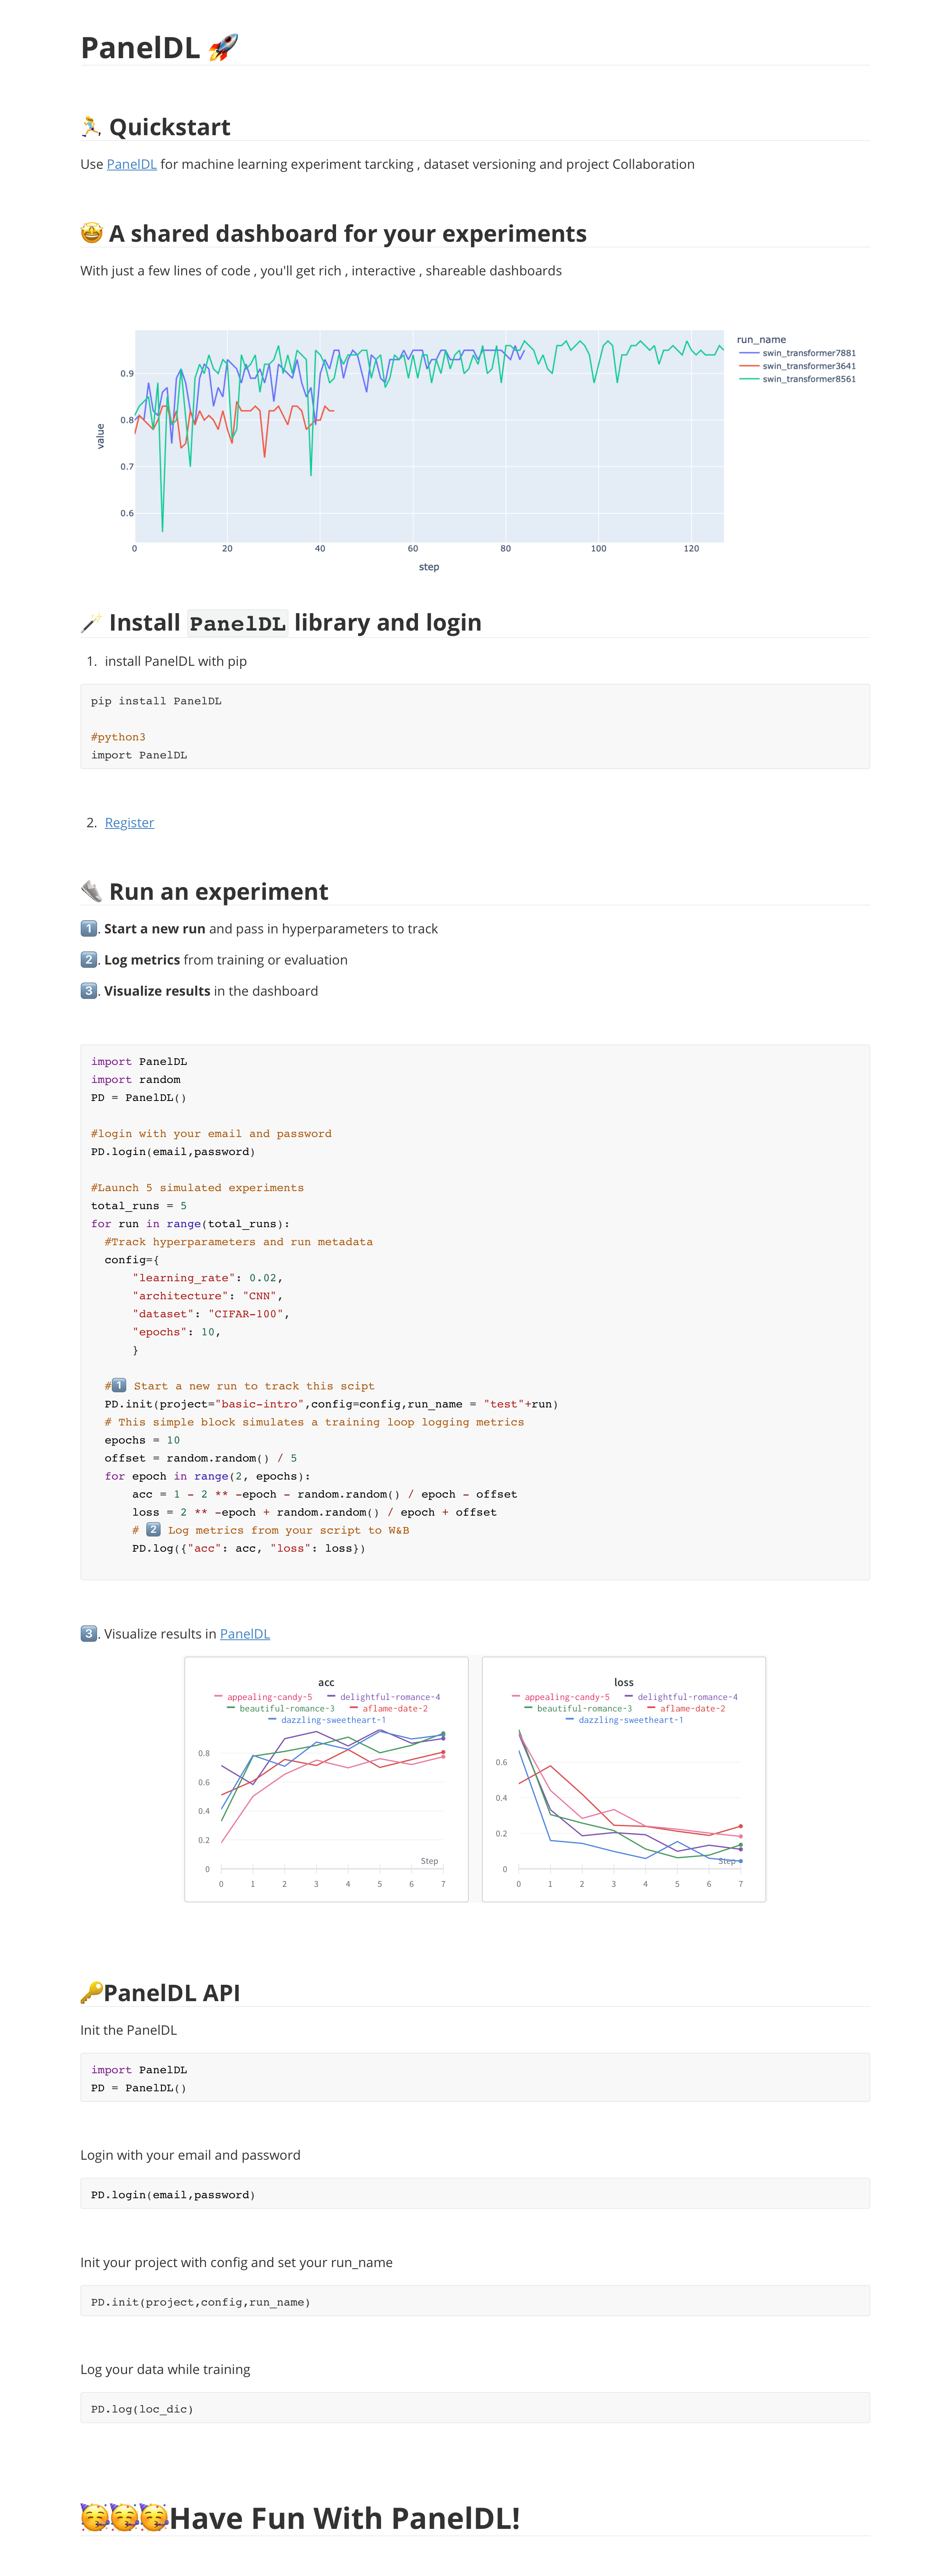 PanelDL 🚀
🏃 Quickstart
Use PanelDL for machine learning experiment tarcking , dataset versioning and project Collaboration
🤩 A shared dashboard for your experiments
With just a few lines of code , you'll get rich , interactive , shareable dashboards
run_name
swin_transformer7881
swin_transformer3641
swin_transformer8561
value
0.9
0.8
0.7
0.6
0 20 40 60 80 100 120
step
🪄 Install PanelDL library and login
1. install PanelDL with pip
pip install PanelDL
#python3
import PanelDL
2. Register
👟 Run an experiment
1️⃣. Start a new run and pass in hyperparameters to track
2️⃣. Log metrics from training or evaluation
3️⃣. Visualize results in the dashboard
import PanelDL
import random
PD = PanelDL()
#login with your email and password
PD.login(email,password)
#Launch 5 simulated experiments
total_runs = 5
for run in range(total_runs):
  #Track hyperparameters and run metadata
  config={
      "learning_rate": 0.02,
      "architecture": "CNN",
      "dataset": "CIFAR-100",
      "epochs": 10,
      }
  #1️⃣ Start a new run to track this scipt
  PD.init(project="basic-intro",config=config,run_name = "test"+run)
  # This simple block simulates a training loop logging metrics
  epochs = 10
  offset = random.random() / 5
  for epoch in range(2, epochs):
      acc = 1 - 2 ** -epoch - random.random() / epoch - offset
      loss = 2 ** -epoch + random.random() / epoch + offset
      # 2️⃣ Log metrics from your script to W&B
      PD.log({"acc": acc, "loss": loss})
3️⃣. Visualize results in PanelDL
acc
appealing-candy-5 delightful-romance-4
beautiful-romance-3 aflame-date-2
dazzling-sweetheart-1
0.8
0.6
0.4
0.2
0
Step
0 1 2 3 4 5 6 7
loss
appealing-candy-5 delightful-romance-4
beautiful-romance-3 aflame-date-2
dazzling-sweetheart-1
0.6
0.4
0.2
0
Step
0 1 2 3 4 5 6 7
🔑PanelDL API
Init the PanelDL
import PanelDL
PD = PanelDL()
Login with your email and password
PD.login(email,password)
Init your project with config and set your run_name
PD.init(project,config,run_name)
Log your data while training
PD.log(loc_dic)
🥳🥳🥳Have Fun With PanelDL!